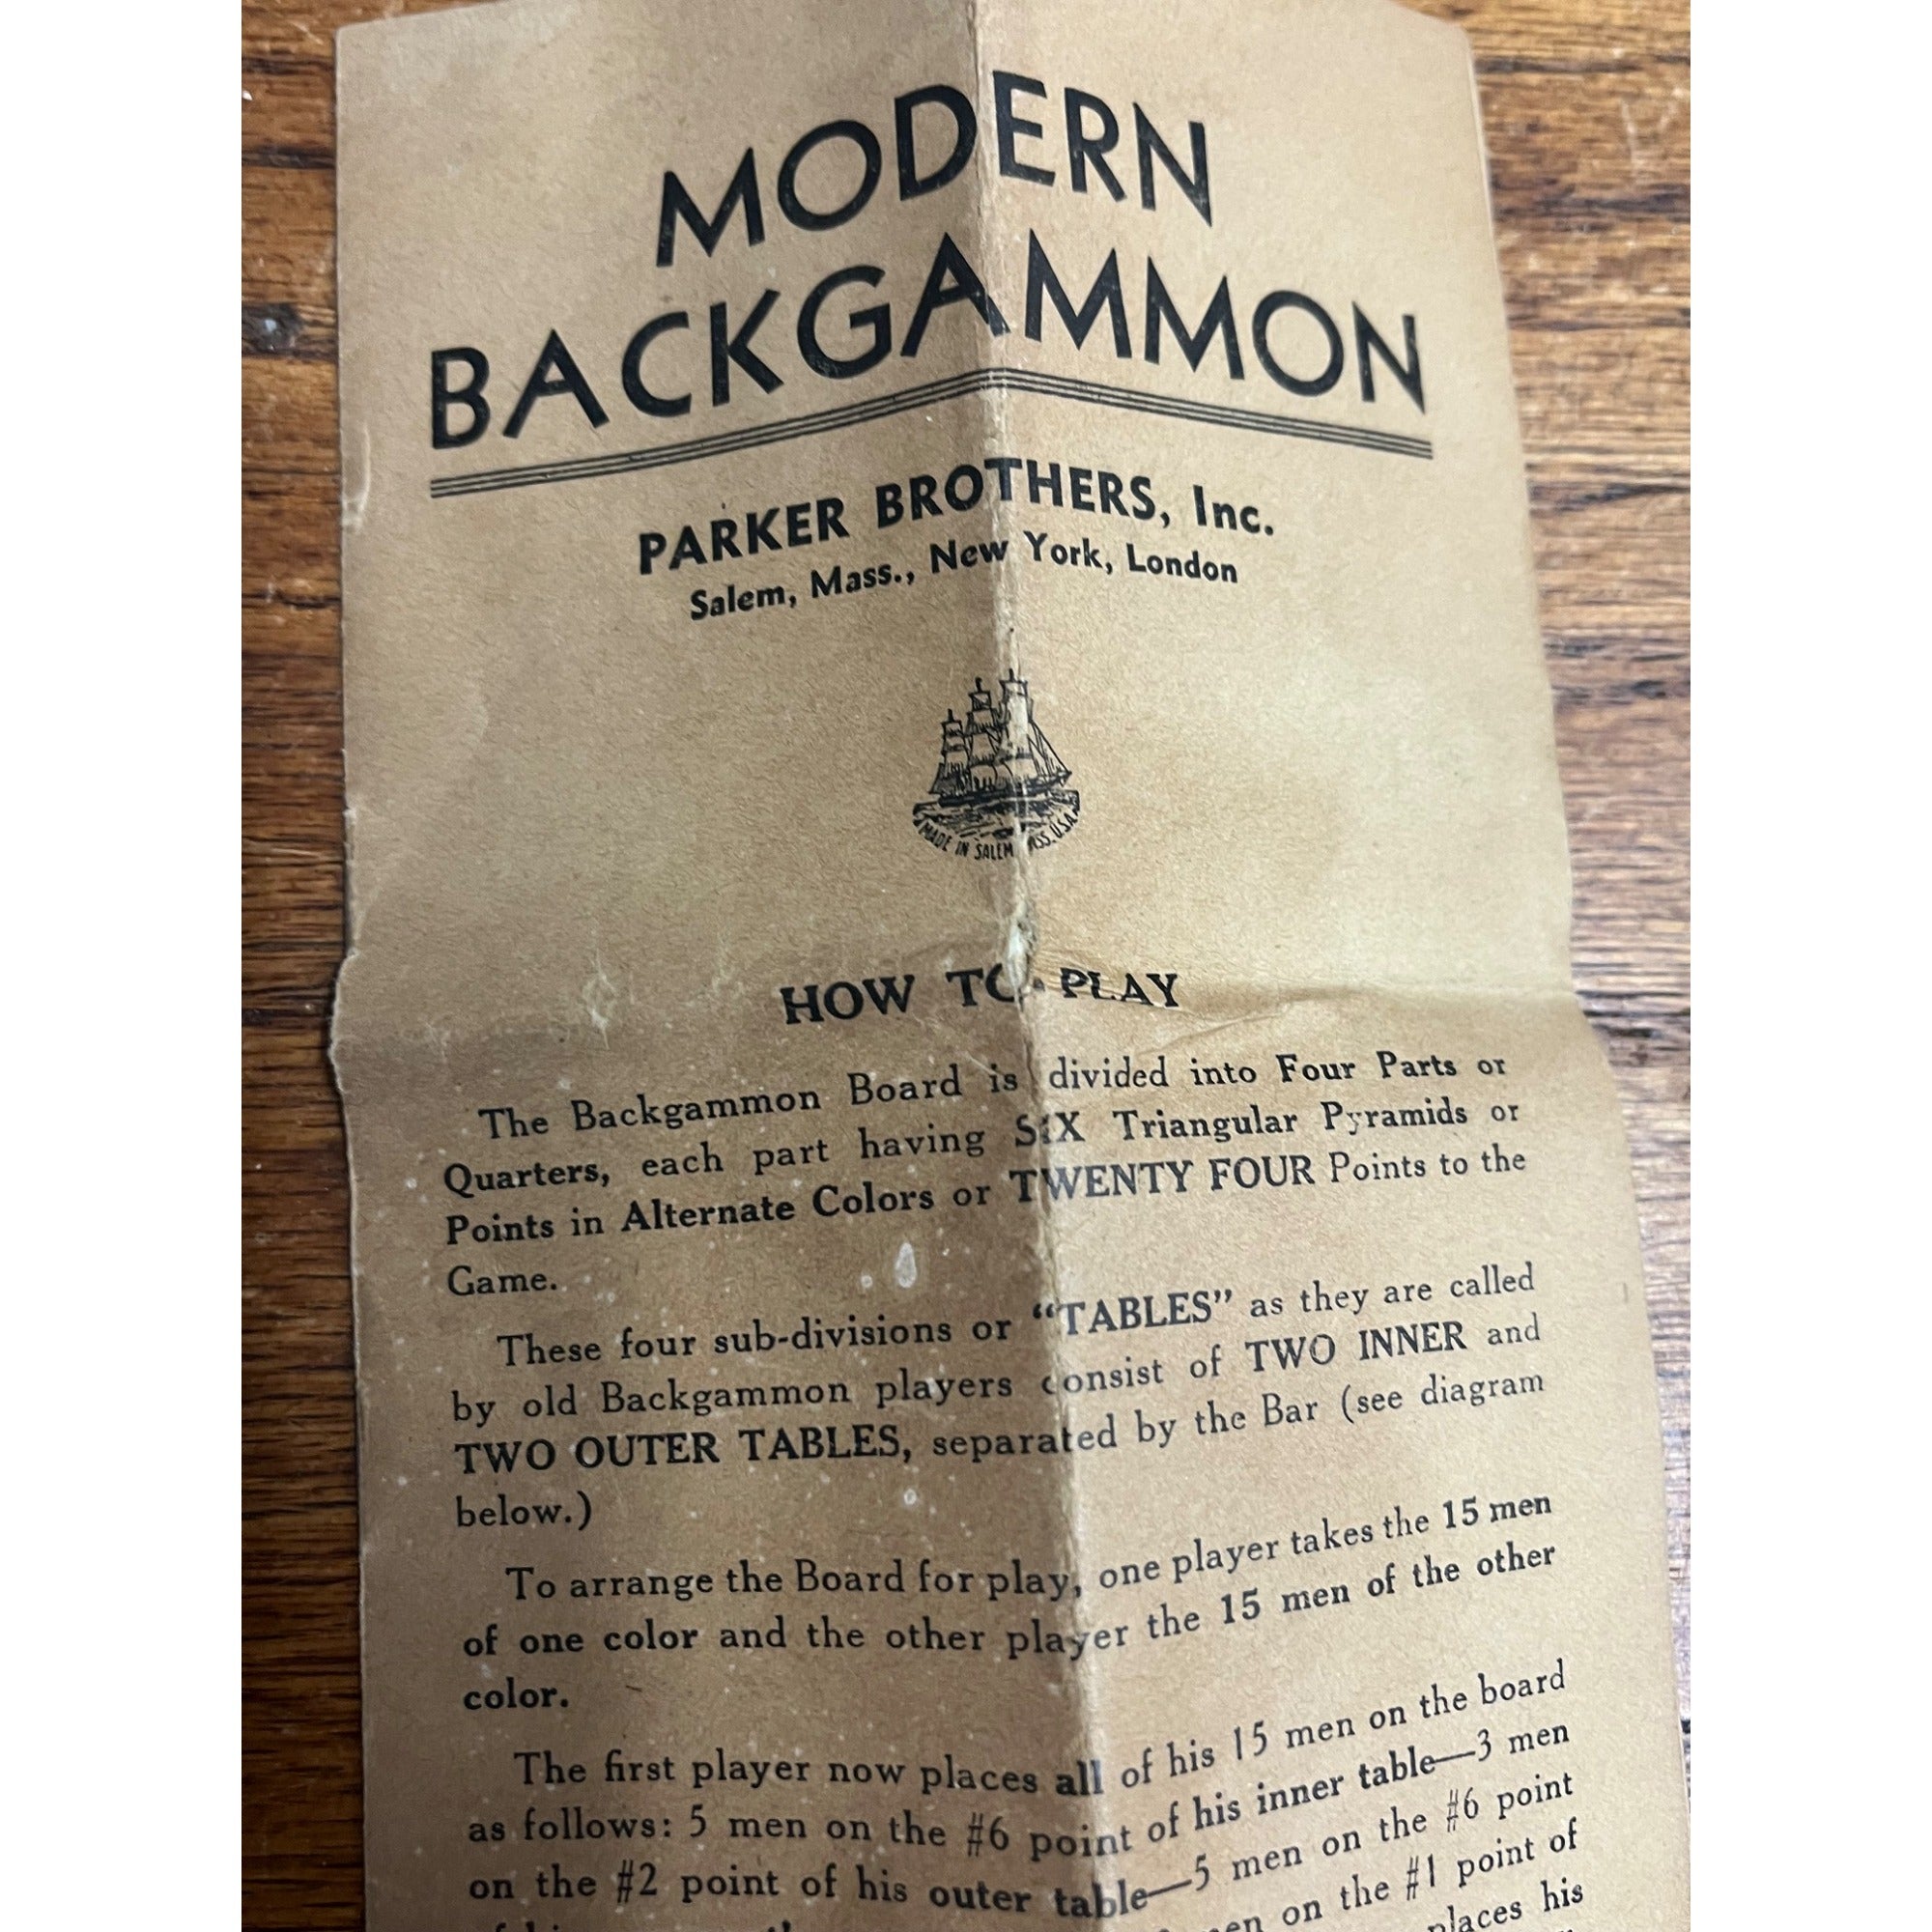 MODERN
BACKGAMMON
PARKER BROTHERS, Inc.
Salem, Mass., New York, London
MADE IN SALEM U.S.A.
HOW TO PLAY
The Backgammon Board is divided into Four Parts or
Quarters, each part having SIX Triangular Pyramids or
Points in Alternate Colors or TWENTY FOUR Points to the
Game.
These four sub-divisions or "TABLES" as they are called
by old Backgammon players consist of TWO INNER and
TWO OUTER TABLES, separated by the Bar (see diagram
below.)
To arrange the Board for play, one player takes the 15 men
of one color and the other player the 15 men of the other
color.
The first player now places all of his 15 men on the board
as follows: 5 men on the #6 point of his inner table—3 men
on the #2 point of his outer table—5 men on the #6 point
on the #1 point of
places his